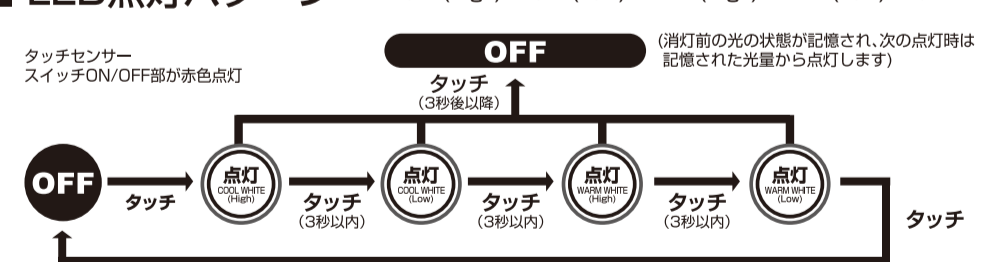 タッチセンサー
スイッチON/OFF部が赤色点灯
OFF
(消灯前の光の状態が記憶され、次の点灯時は
記憶された光量から点灯します)
タッチ
(3秒後以降)
OFF
タッチ
点灯
COOL WHITE
(High)
タッチ
(3秒以内)
点灯
COOL WHITE
(Low)
タッチ
(3秒以内)
点灯
WARM WHITE
(High)
タッチ
(3秒以内)
点灯
WARM WHITE
(Low)
タッチ